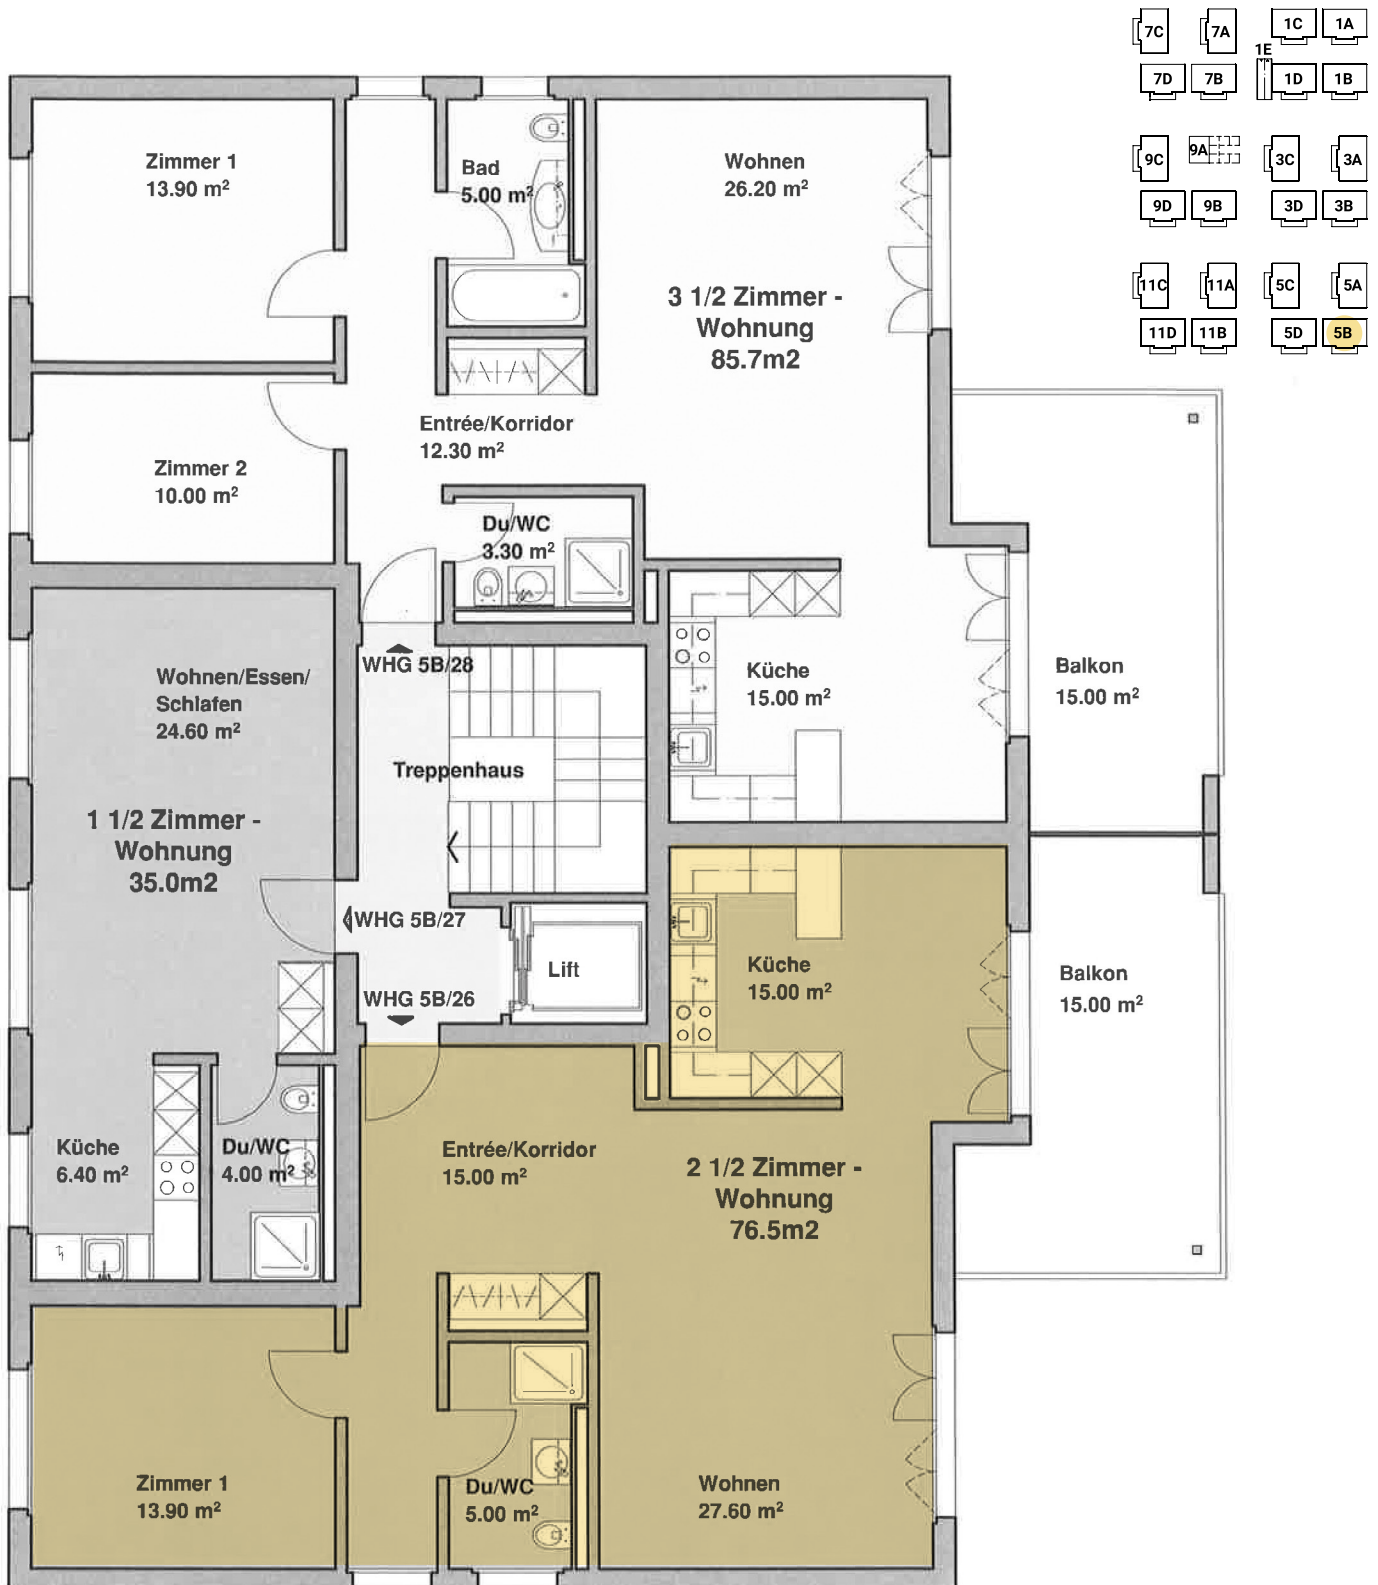 7C
7A
1C
1A
1E
7D
7B
1D
1B
9C
9A
3C
3A
9D
9B
3D
3B
11C
11A
5C
5A
11D
11B
5D
5B
Zimmer 1
13.90 m²
Bad
5.00 m²
Wohnen
26.20 m²
3 1/2 Zimmer -
Wohnung
85.7m2
Entrée/Korridor
12.30 m²
Zimmer 2
10.00 m²
Du/WC
3.30 m²
WHG 5B/28
Küche
15.00 m²
Balkon
15.00 m²
Wohnen/Essen/
Schlafen
24.60 m²
Treppenhaus
1 1/2 Zimmer -
Wohnung
35.0m2
WHG 5B/27
Lift
WHG 5B/26
Küche
15.00 m²
Balkon
15.00 m²
Küche
6.40 m²
Du/WC
4.00 m²
Entrée/Korridor
15.00 m²
2 1/2 Zimmer -
Wohnung
76.5m2
Zimmer 1
13.90 m²
Du/WC
5.00 m²
Wohnen
27.60 m²